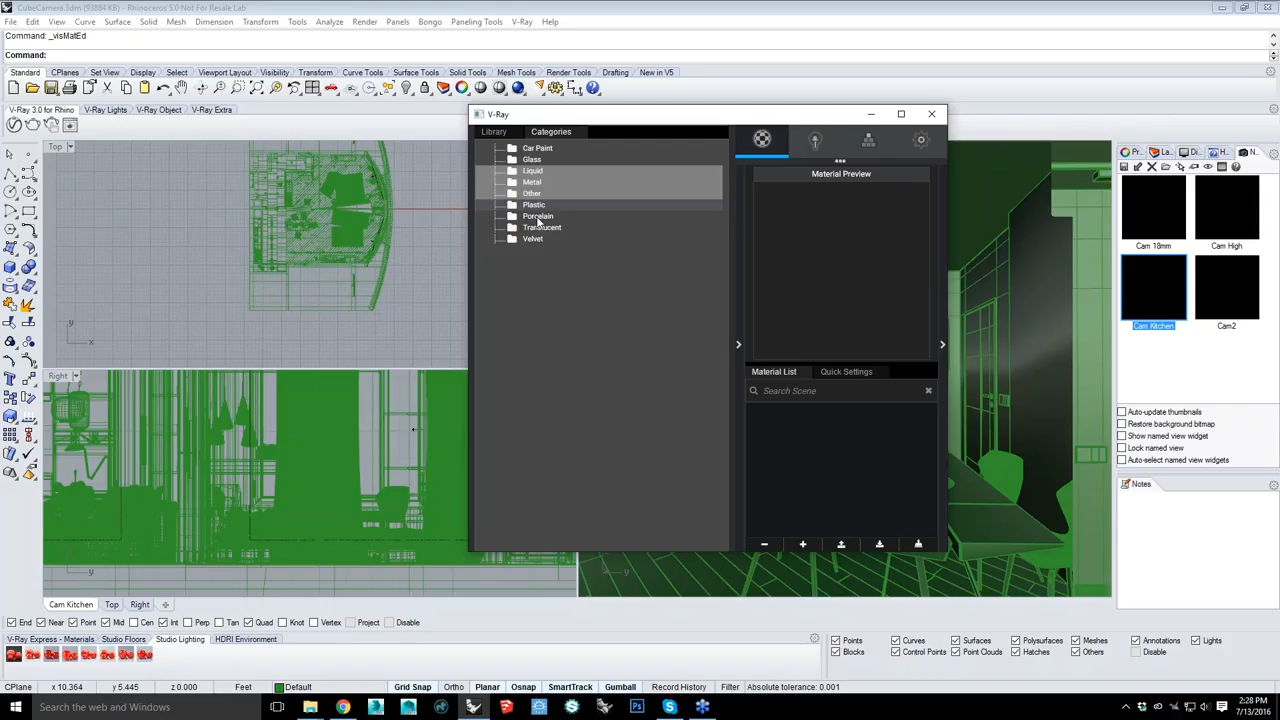 CubeCamera.3dm (93884 KB) - Rhinoceros 5.0 Not For Resale Lab
File Edit View Curve Surface Solid Mesh Dimension Transform Tools Analyze Render Panels Bongo Paneling Tools V-Ray Help
Command: _visMatEd
Command:
Standard CPlanes Set View Display Select Viewport Layout Visibility Transform Curve Tools Surface Tools Solid Tools Mesh Tools Render Tools Drafting New in V5
V-Ray 3.0 for Rhino V-Ray Lights V-Ray Object V-Ray Extra
V-Ray
Library Categories
Car Paint
Glass
Liquid
Metal
Other
Plastic
Porcelain
Translucent
Velvet
Material Preview
Material List Quick Settings
Search Scene
Top
y
x
Right
y
y
Pr... La... Di... H... N...
Cam 18mm Cam High
Cam Kitchen Cam2
Auto-update thumbnails
Restore background bitmap
Show named view widget
Lock named view
Auto-select named view widgets
Notes
Cam Kitchen Top Right
End Near Point Mid Cen Int Perp Tan Quad Knot Vertex Project Disable
V-Ray Express - Materials Studio Floors Studio Lighting HDRI Environment
Points Curves Surfaces Polysurfaces Meshes Annotations Lights
Blocks Control Points Point Clouds Hatches Others Disable
CPlane x 10.364 y 5.445 z 0.000 Feet Default Grid Snap Ortho Planar Osnap SmartTrack Gumball Record History Filter Absolute tolerance: 0.001
Search the web and Windows
2:28 PM
7/13/2016